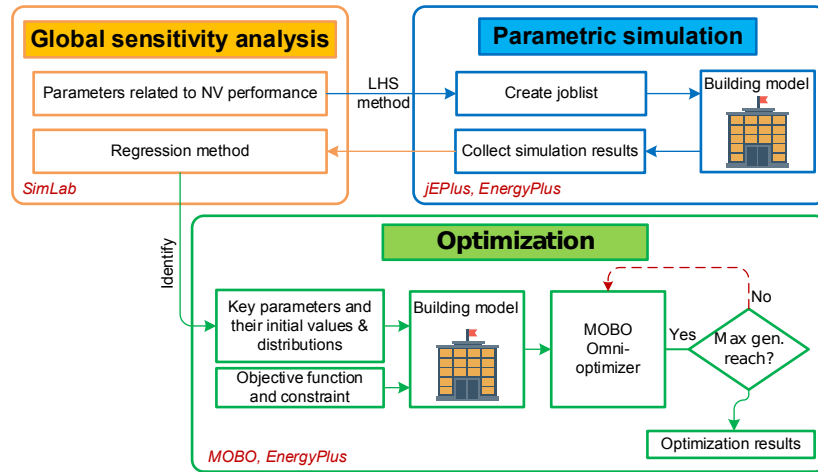 Global sensitivity analysis
Parameters related to NV performance
Regression method
SimLab
LHS
method
Parametric simulation
Create joblist
Building model
Collect simulation results
jEPlus, EnergyPlus
Identify
Optimization
Key parameters and
their initial values &
distributions
Objective function
and constraint
Building model
MOBO
Omni-
optimizer
Yes
No
Max gen.
reach?
Optimization results
MOBO, EnergyPlus